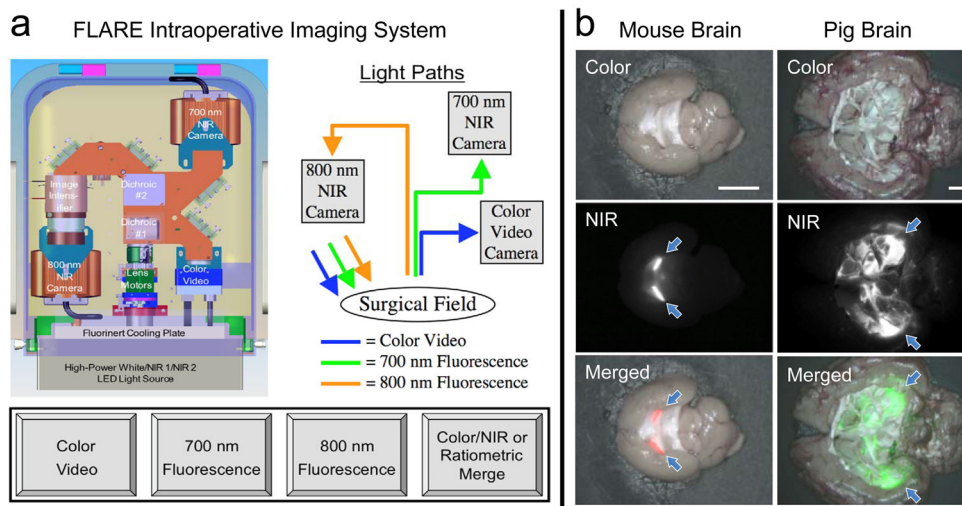 a
FLARE Intraoperative Imaging System
700 nm
NIR
Camera
Image
Intens-
ifier
Dichroic
#2
Dichroic
#1
800 nm
NIR
Camera
Lens
Motors
Color
Video
Fluorinert Cooling Plate
High-Power White/NIR 1/NIR 2
LED Light Source
Light Paths
700 nm
NIR
Camera
800 nm
NIR
Camera
Color
Video
Camera
Surgical Field
= Color Video
= 700 nm Fluorescence
= 800 nm Fluorescence
Color
Video
700 nm
Fluorescence
800 nm
Fluorescence
Color/NIR or
Ratiometric
Merge
b
Mouse Brain
Pig Brain
Color
Color
NIR
NIR
Merged
Merged